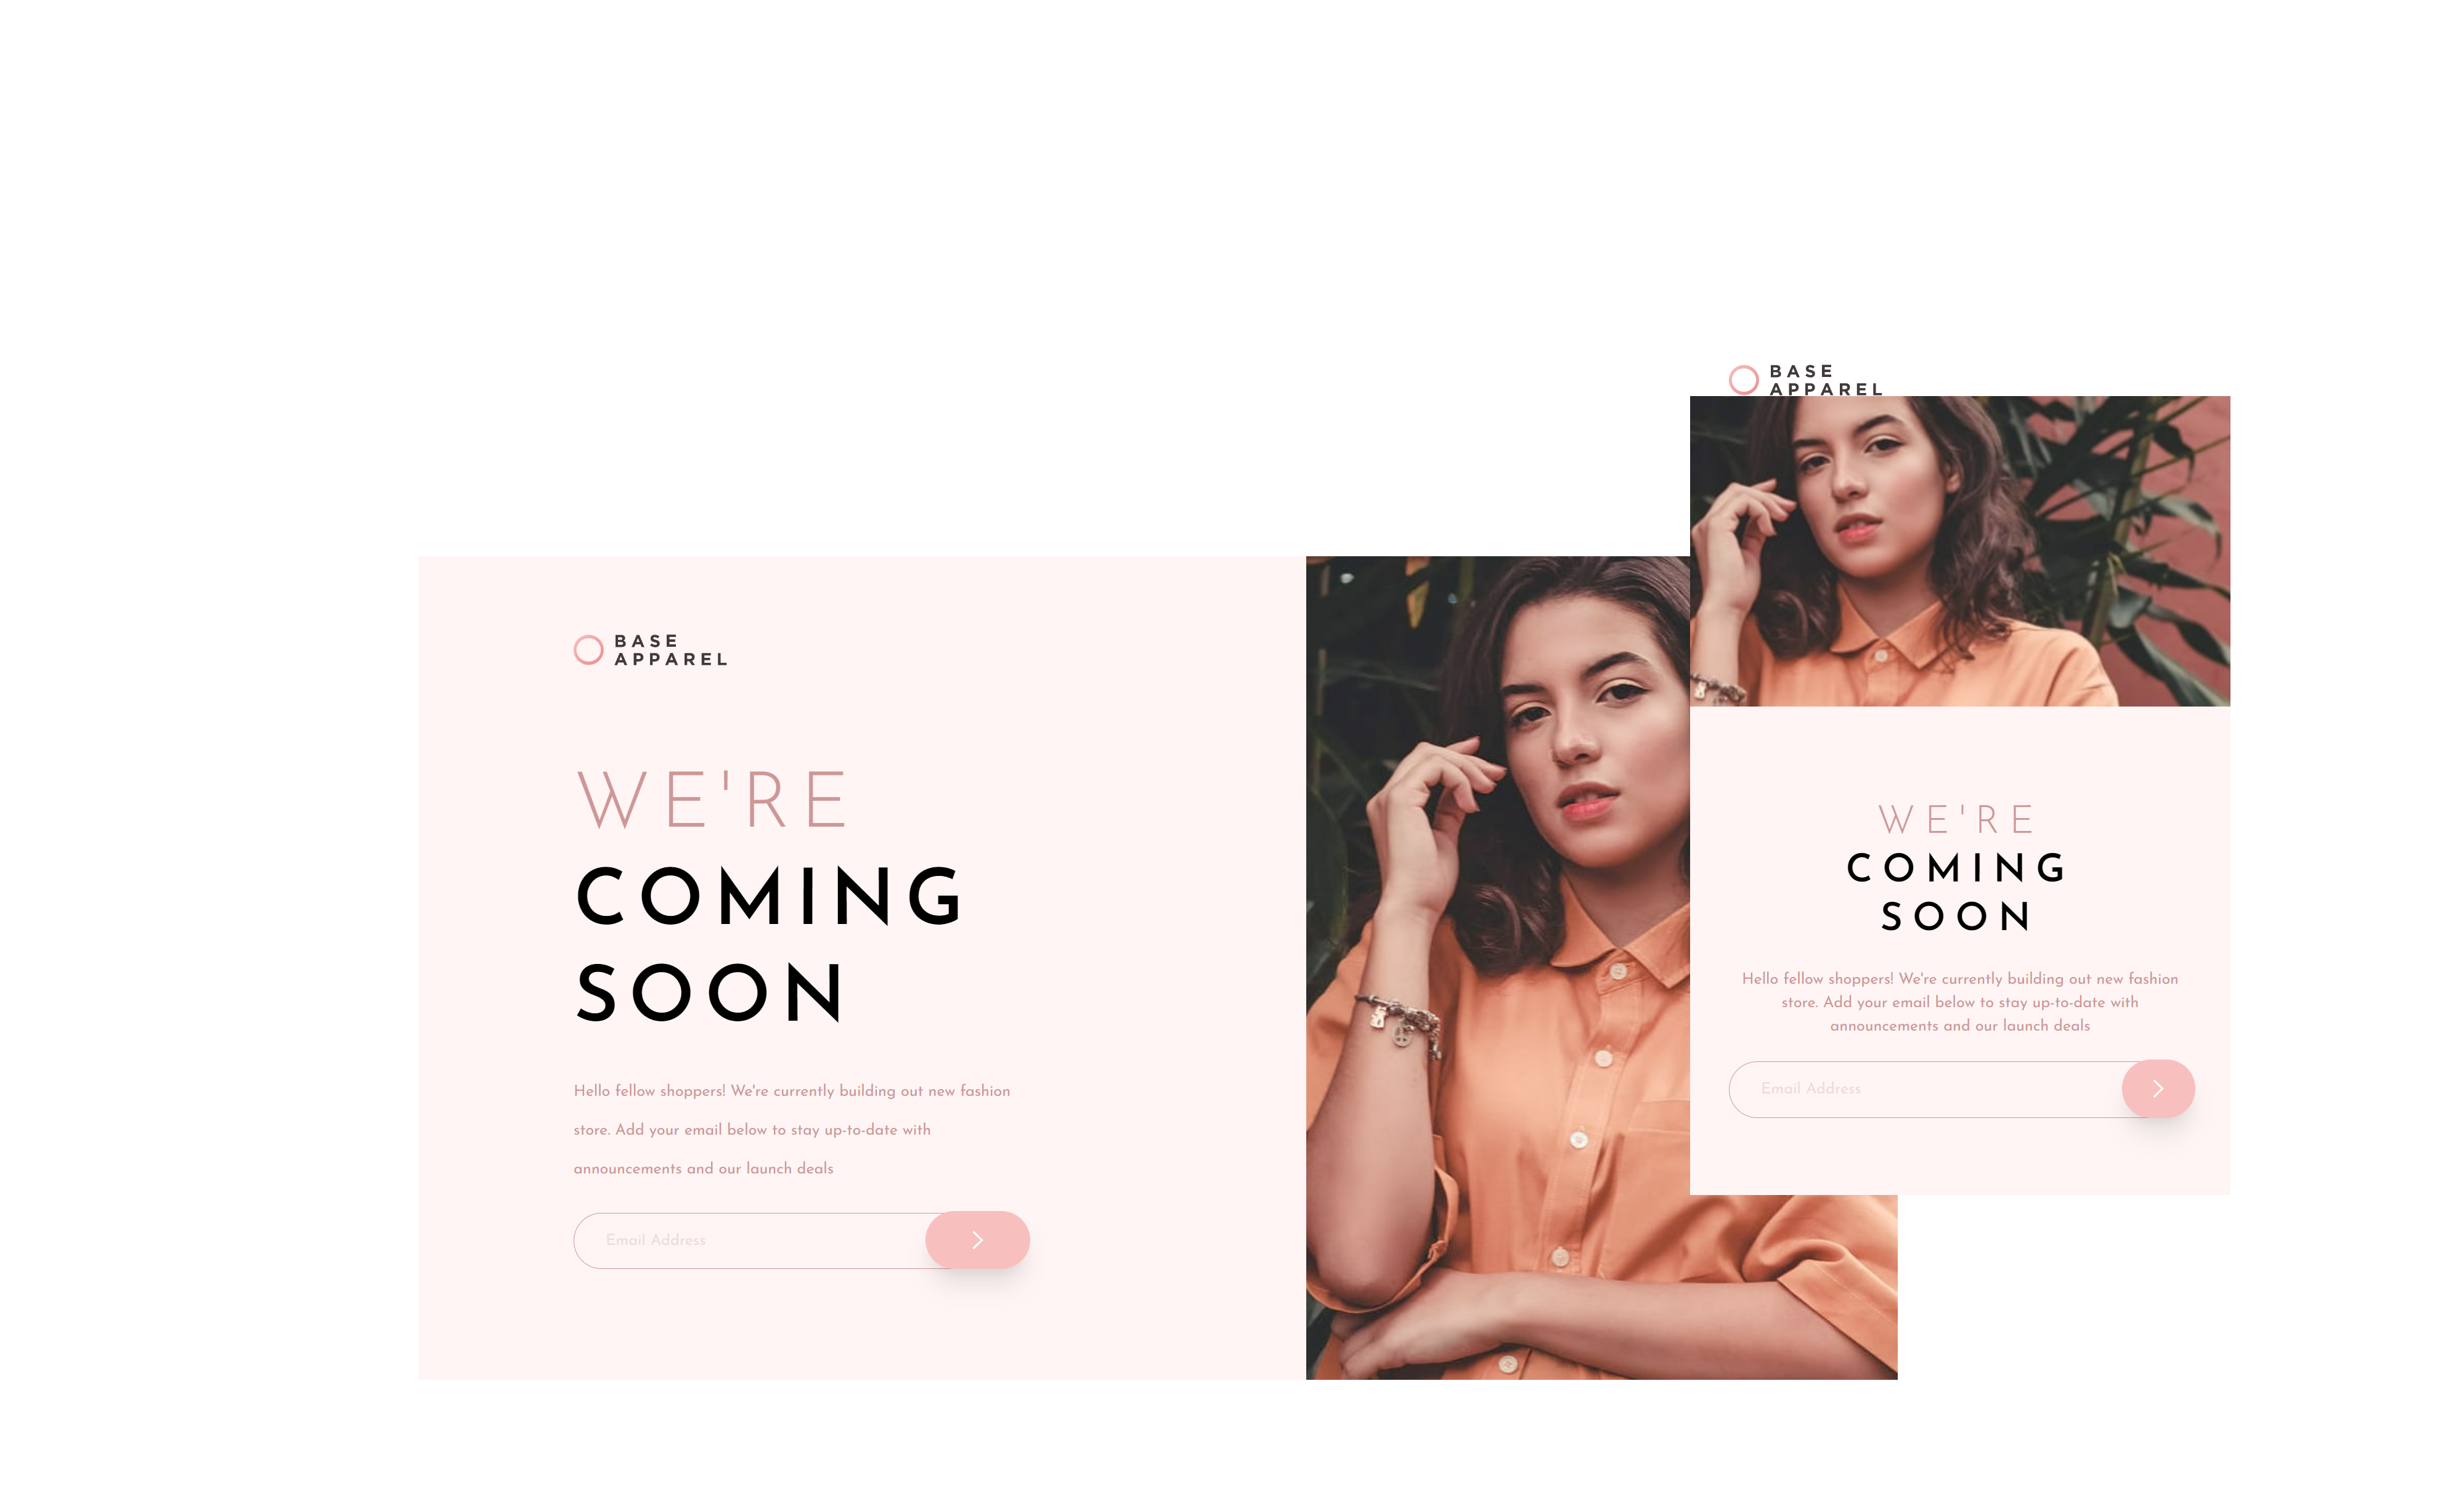 BASE
APPAREL
WE'RE
COMING
SOON
Hello fellow shoppers! We're currently building out new fashion
store. Add your email below to stay up-to-date with
announcements and our launch deals
Email Address
BASE
APPAREL
WE'RE
COMING
SOON
Hello fellow shoppers! We're currently building out new fashion
store. Add your email below to stay up-to-date with
announcements and our launch deals
Email Address